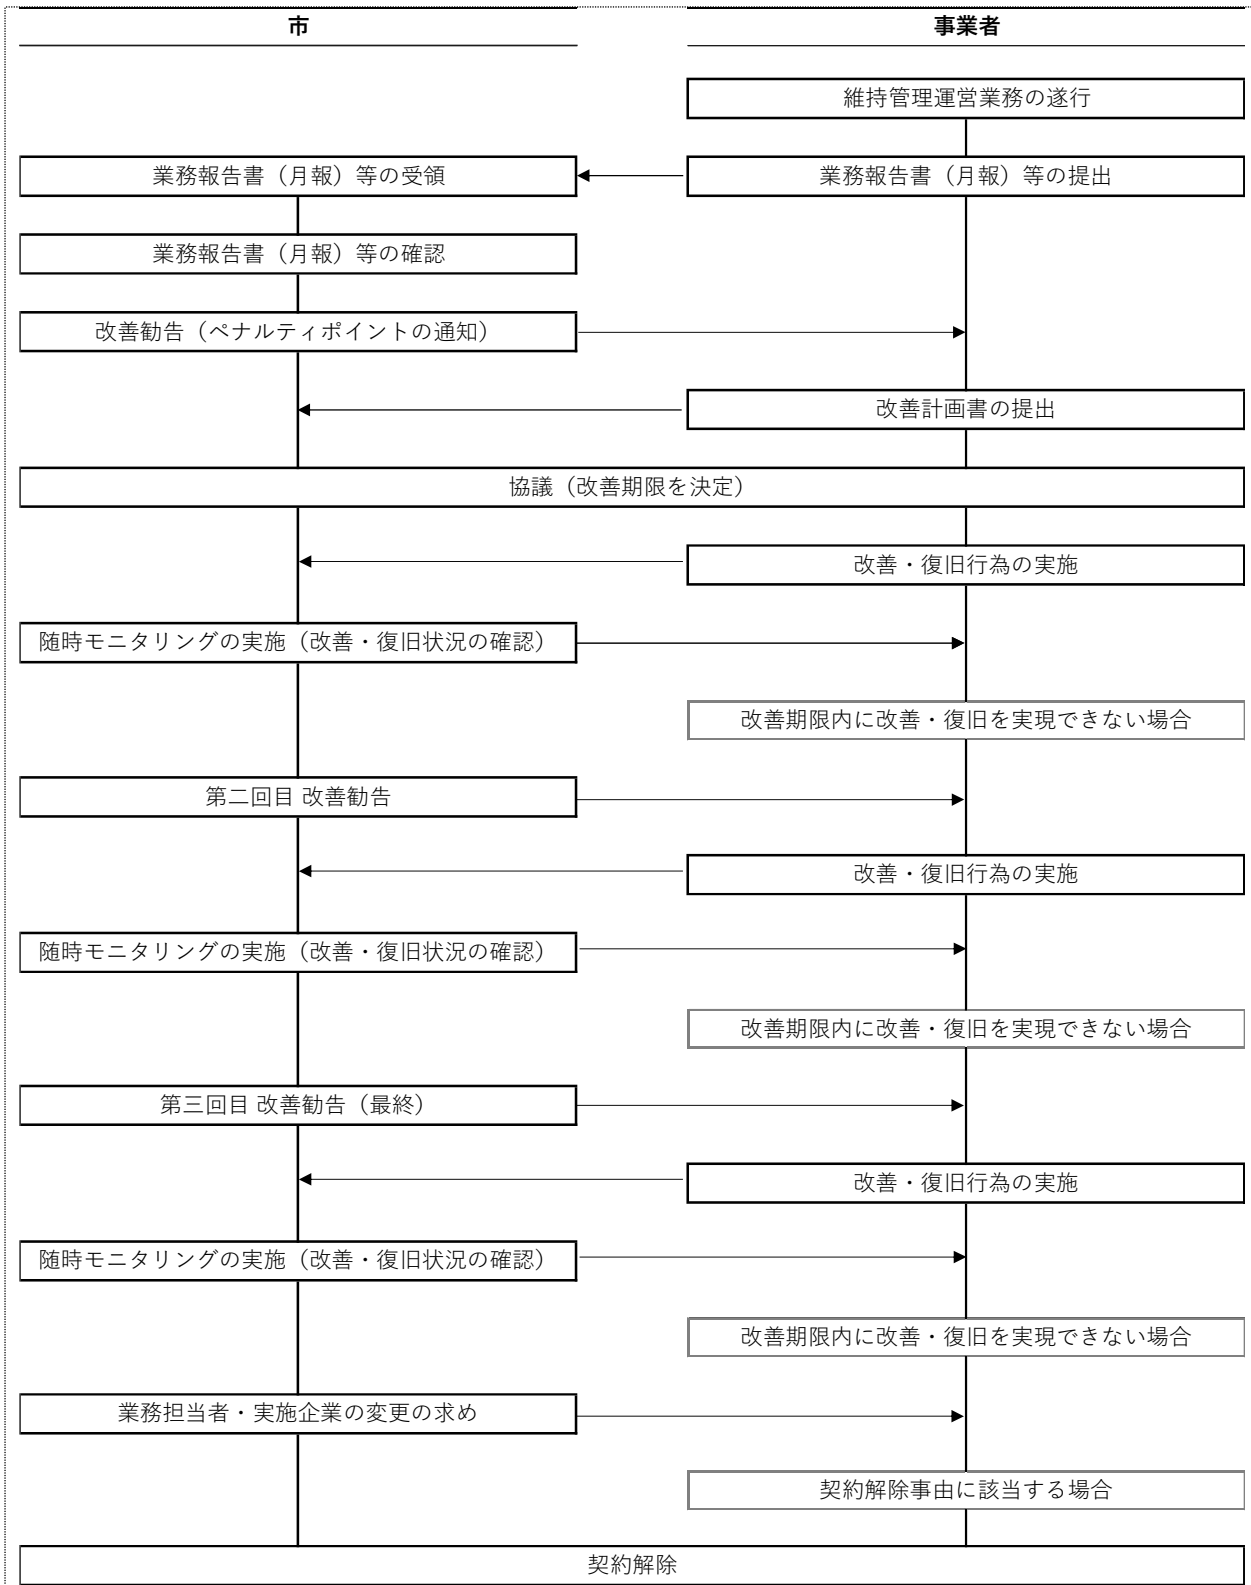 市
事業者
維持管理運営業務の遂行
業務報告書（月報）等の受領
業務報告書（月報）等の提出
業務報告書（月報）等の確認
改善勧告（ペナルティポイントの通知）
改善計画書の提出
協議（改善期限を決定）
改善・復旧行為の実施
随時モニタリングの実施（改善・復旧状況の確認）
改善期限内に改善・復旧を実現できない場合
第二回目 改善勧告
改善・復旧行為の実施
随時モニタリングの実施（改善・復旧状況の確認）
改善期限内に改善・復旧を実現できない場合
第三回目 改善勧告（最終）
改善・復旧行為の実施
随時モニタリングの実施（改善・復旧状況の確認）
改善期限内に改善・復旧を実現できない場合
業務担当者・実施企業の変更の求め
契約解除事由に該当する場合
契約解除